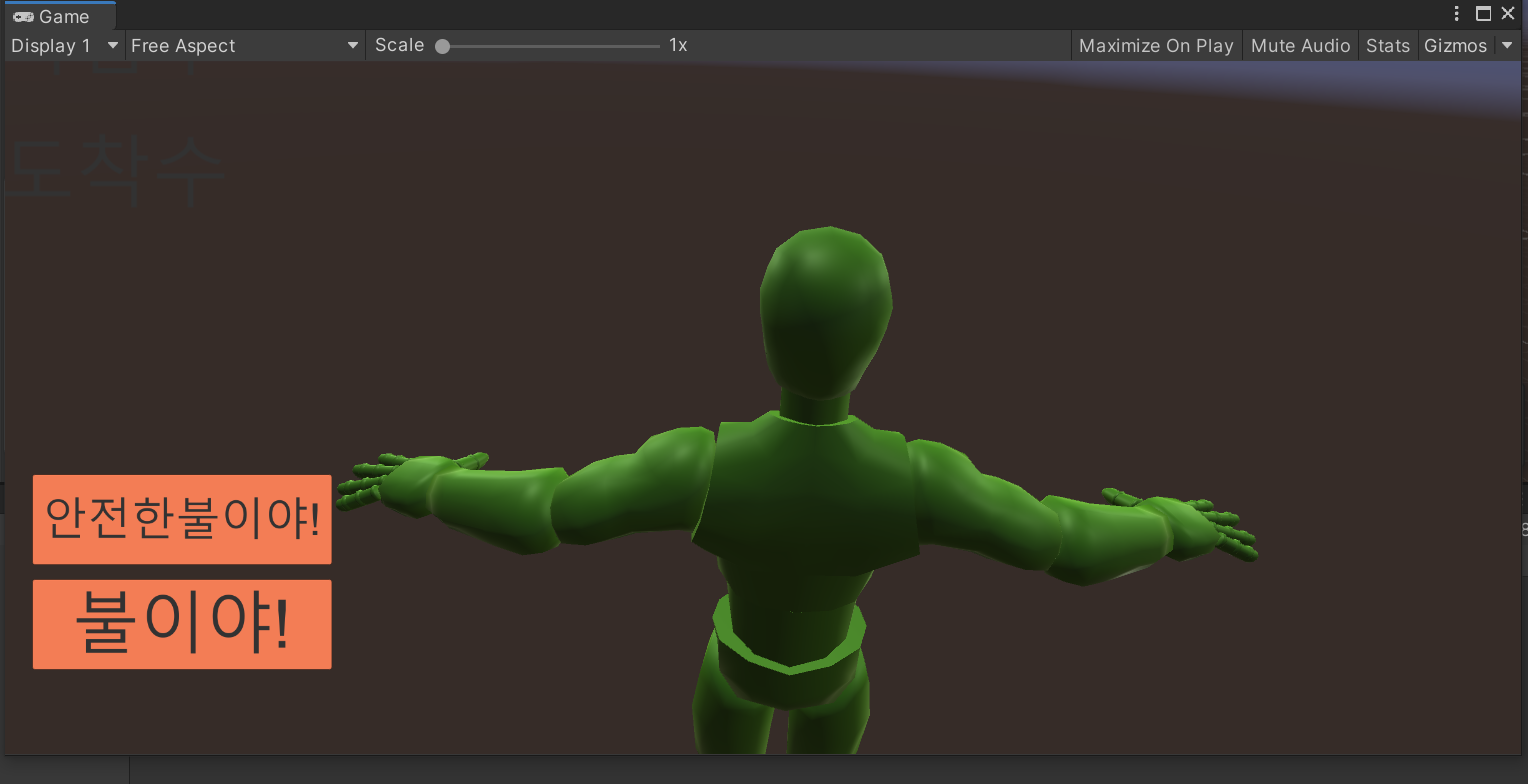 Game
Display 1 Free Aspect Scale 1x Maximize On Play Mute Audio Stats Gizmos
도착수
안전한불이야!
불이야!